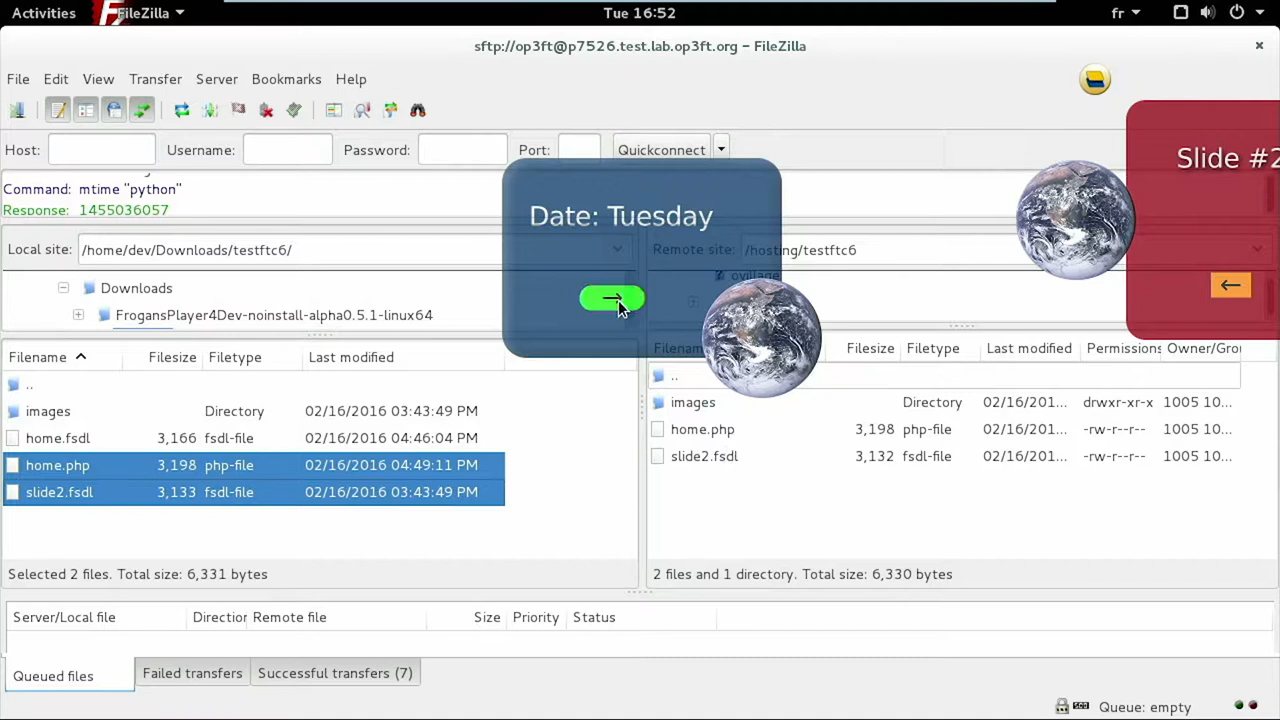 Activities FileZilla Tue 16:52 fr
sftp://op3ft@p7526.test.lab.op3ft.org – FileZilla ×
File Edit View Transfer Server Bookmarks Help
Host: Username: Password: Port: Quickconnect
Command: mtime "python"
Response: 1455036057
Slide #2
Date: Tuesday
→
←
Local site: /home/dev/Downloads/testftc6/
Downloads
FrogansPlayer4Dev-noinstall-alpha0.5.1-linux64
Filename Filesize Filetype Last modified
..
images Directory 02/16/2016 03:43:49 PM
home.fsdl 3,166 fsdl-file 02/16/2016 04:46:04 PM
home.php 3,198 php-file 02/16/2016 04:49:11 PM
slide2.fsdl 3,133 fsdl-file 02/16/2016 03:43:49 PM
Selected 2 files. Total size: 6,331 bytes
Remote site: /hosting/testftc6
ovillage
Filename Filesize Filetype Last modified Permissions Owner/Grou
..
images Directory 02/16/201... drwxr-xr-x 1005 10...
home.php 3,198 php-file 02/16/201... -rw-r--r-- 1005 10...
slide2.fsdl 3,132 fsdl-file 02/16/201... -rw-r--r-- 1005 10...
2 files and 1 directory. Total size: 6,330 bytes
Server/Local file Direction Remote file Size Priority Status
Queued files Failed transfers Successful transfers (7)
Queue: empty